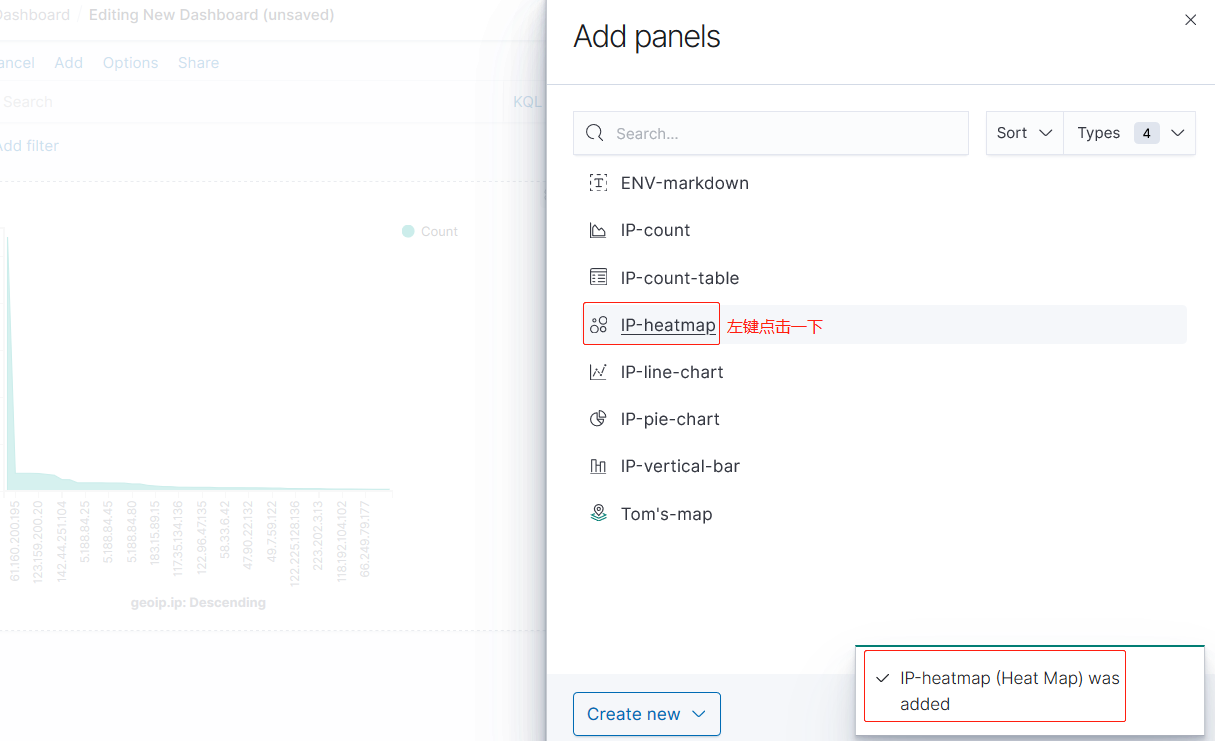 Dashboard / Editing New Dashboard (unsaved)
Cancel Add Options Share
Search KQL
Add filter
Count
61.160.200.195
123.159.200.20
142.44.251.104
5.188.84.25
5.188.84.45
5.188.84.80
183.15.89.15
117.35.134.136
122.96.47.135
58.33.6.42
47.90.22.132
49.7.59.122
122.225.128.136
223.202.3.13
118.192.104.102
66.249.79.177
geoip.ip: Descending
Add panels
Search...
Sort
Types 4
ENV-markdown
IP-count
IP-count-table
IP-heatmap 左键点击一下
IP-line-chart
IP-pie-chart
IP-vertical-bar
Tom's-map
Create new
IP-heatmap (Heat Map) was
added